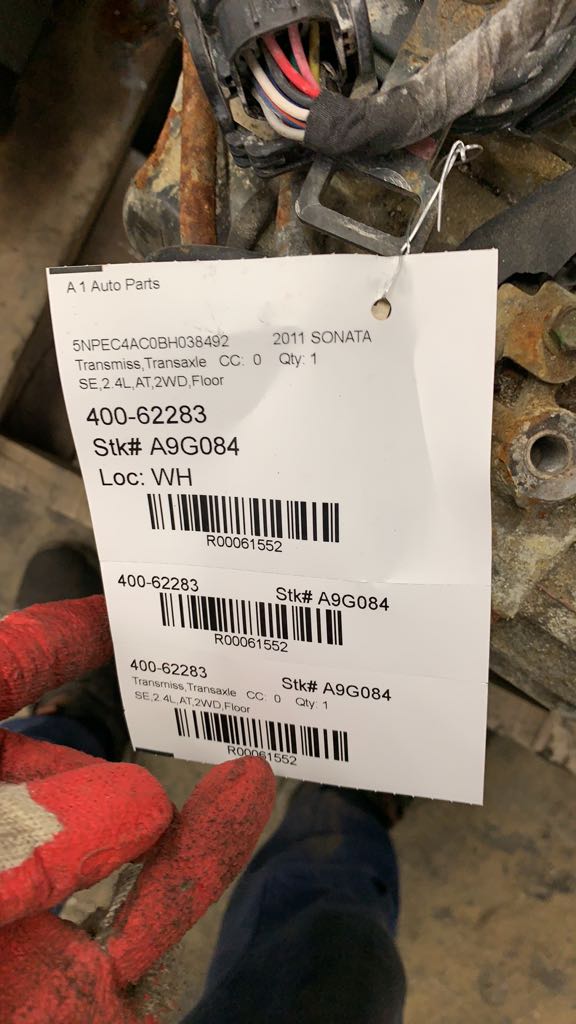 A 1 Auto Parts
5NPEC4AC0BH038492 2011 SONATA
Transmiss,Transaxle CC: 0 Qty: 1
SE,2.4L,AT,2WD,Floor
400-62283
Stk# A9G084
Loc: WH
R00061552
400-62283 Stk# A9G084
R00061552
400-62283 Stk# A9G084
Transmiss,Transaxle CC: 0 Qty: 1
SE,2.4L,AT,2WD,Floor
R00061552